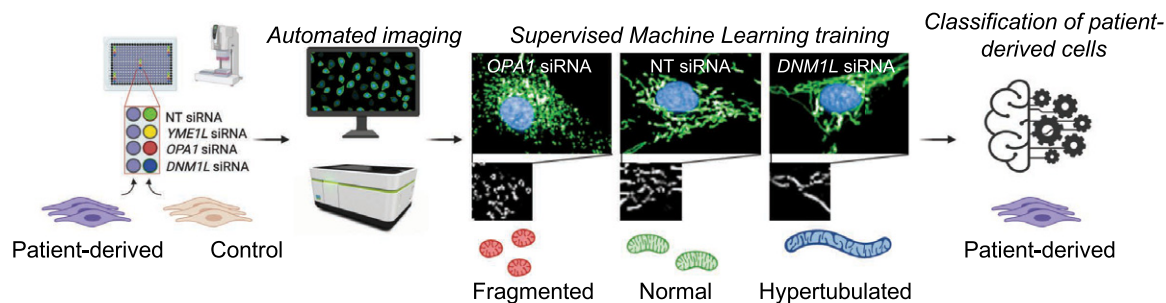 Automated imaging
Supervised Machine Learning training
Classification of patient-
derived cells
NT siRNA
YME1L siRNA
OPA1 siRNA
DNM1L siRNA
Patient-derived
Control
OPA1 siRNA
NT siRNA
DNM1L siRNA
Fragmented
Normal
Hypertubulated
Patient-derived